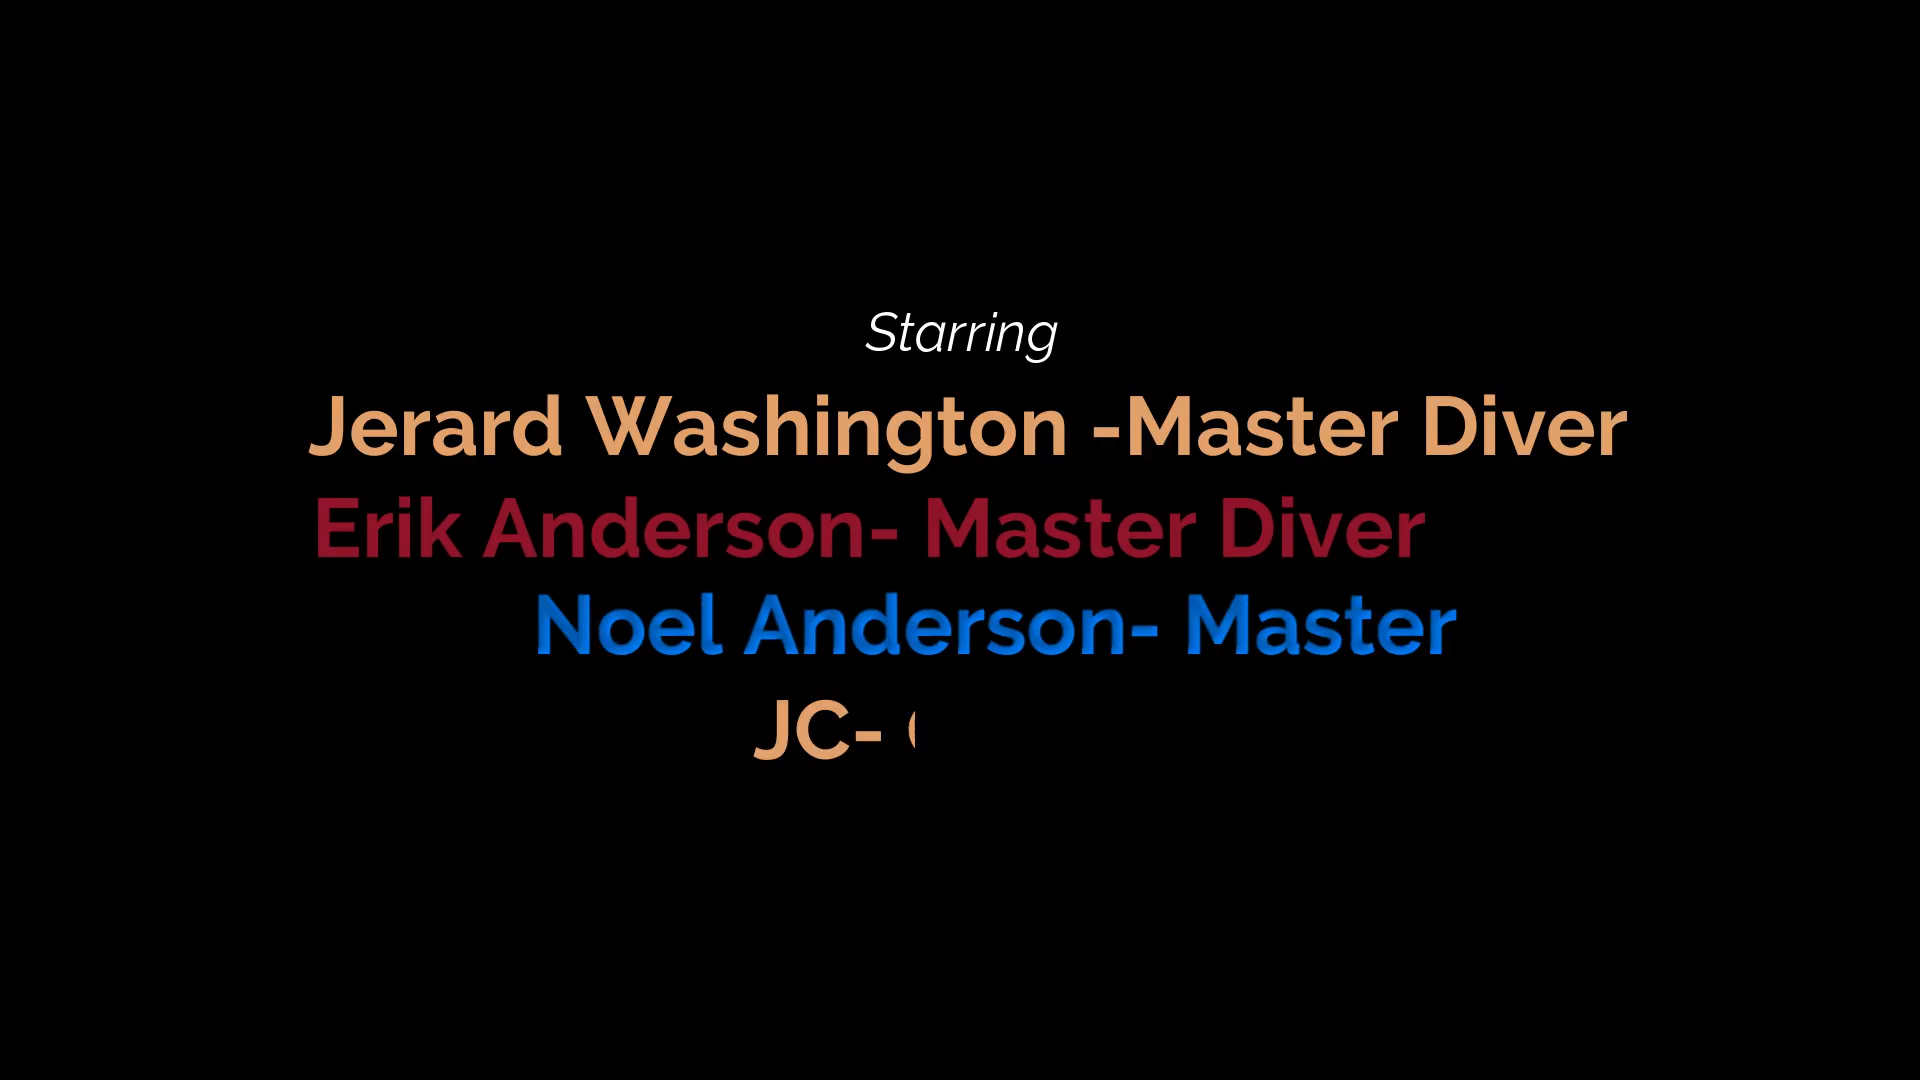 Starring
Jerard Washington -Master Diver
Erik Anderson- Master Diver
Noel Anderson- Master
JC-